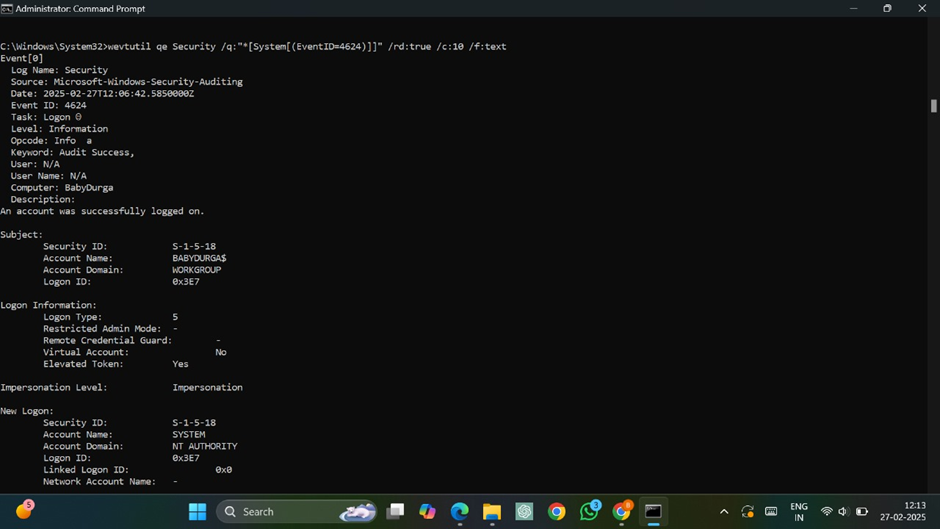 Administrator: Command Prompt
C:\Windows\System32>wevtutil qe Security /q:"*[System[(EventID=4624)]]" /rd:true /c:10 /f:text
Event[0]
Log Name: Security
Source: Microsoft-Windows-Security-Auditing
Date: 2025-02-27T12:06:42.5850000Z
Event ID: 4624
Task: Logon 0
Level: Information
Opcode: Info a
Keyword: Audit Success,
User: N/A
User Name: N/A
Computer: BabyDurga
Description:
An account was successfully logged on.
Subject:
Security ID: S-1-5-18
Account Name: BABYDURGA$
Account Domain: WORKGROUP
Logon ID: 0x3E7
Logon Information:
Logon Type: 5
Restricted Admin Mode: -
Remote Credential Guard: -
Virtual Account: No
Elevated Token: Yes
Impersonation Level: Impersonation
New Logon:
Security ID: S-1-5-18
Account Name: SYSTEM
Account Domain: NT AUTHORITY
Logon ID: 0x3E7
Linked Logon ID: 0x0
Network Account Name: -
5
Search
3
8
ENG
IN
12:13
27-02-2025